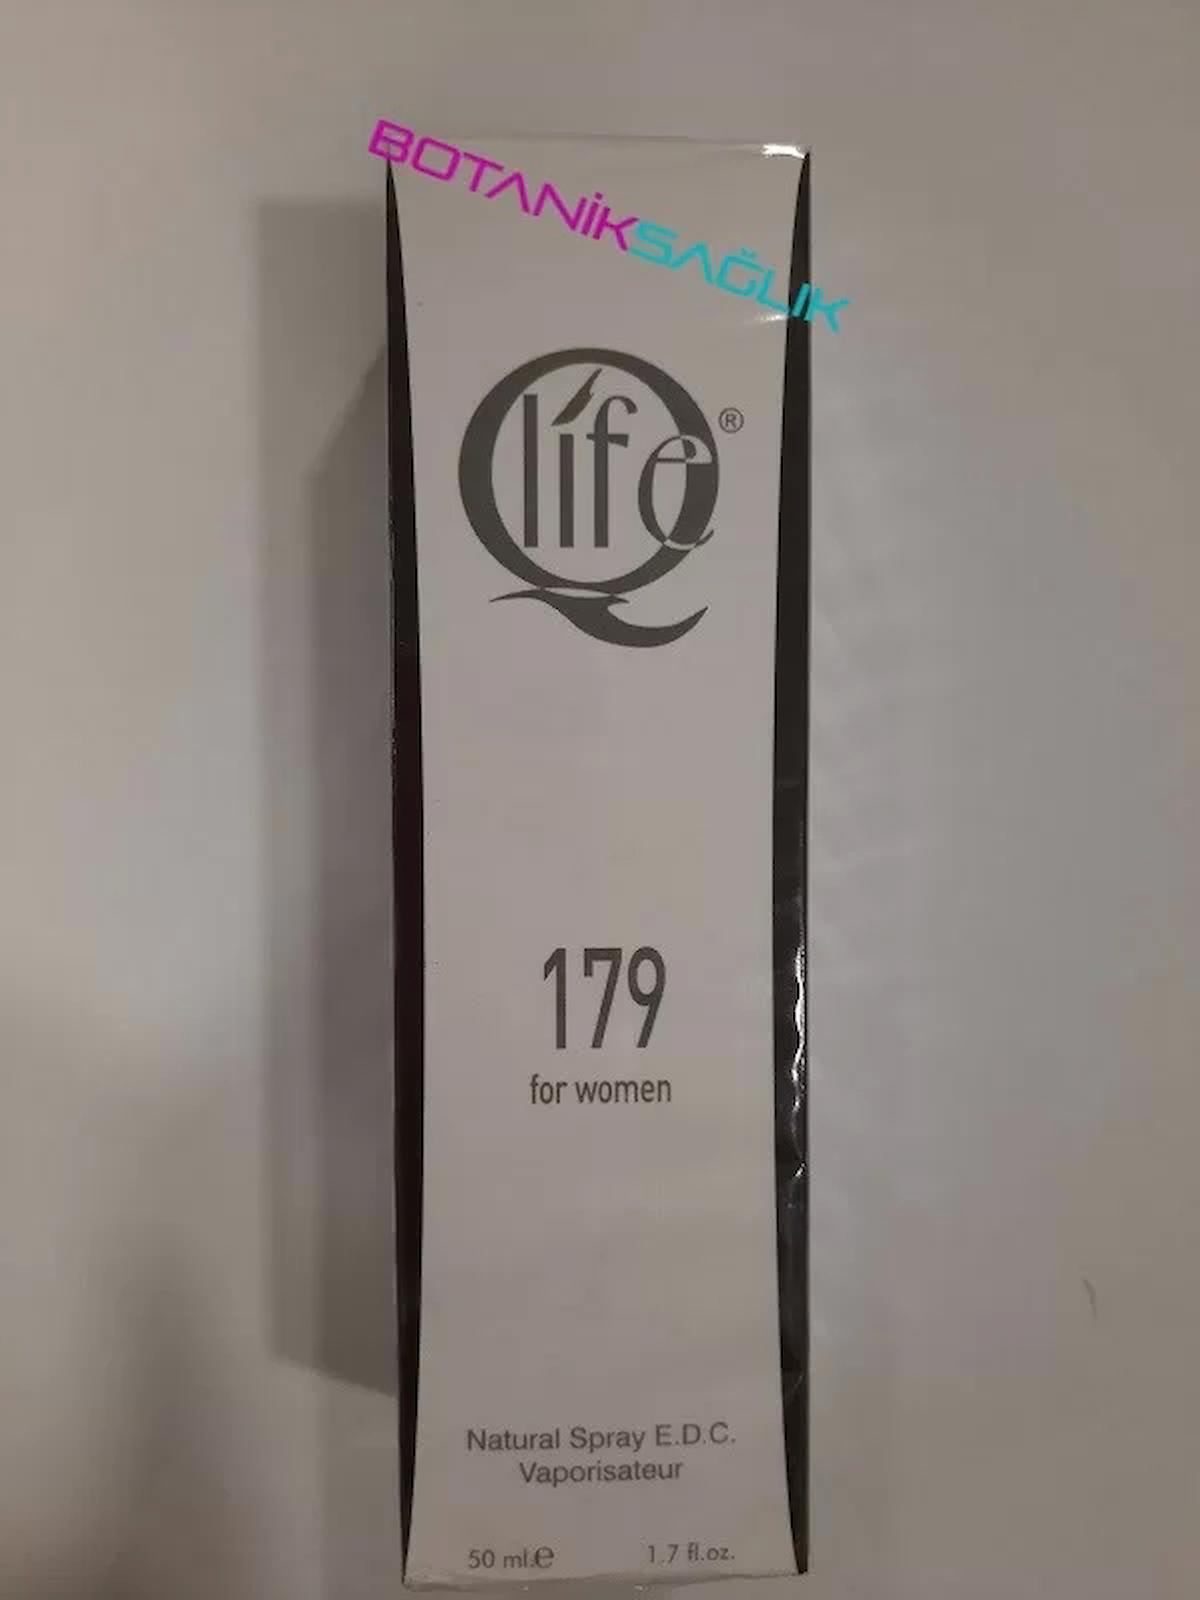 BOTANİKSAĞLIK
Qlife®
179
for women
Natural Spray E.D.C.
Vaporisateur
50 ml.e 1.7 fl.oz.